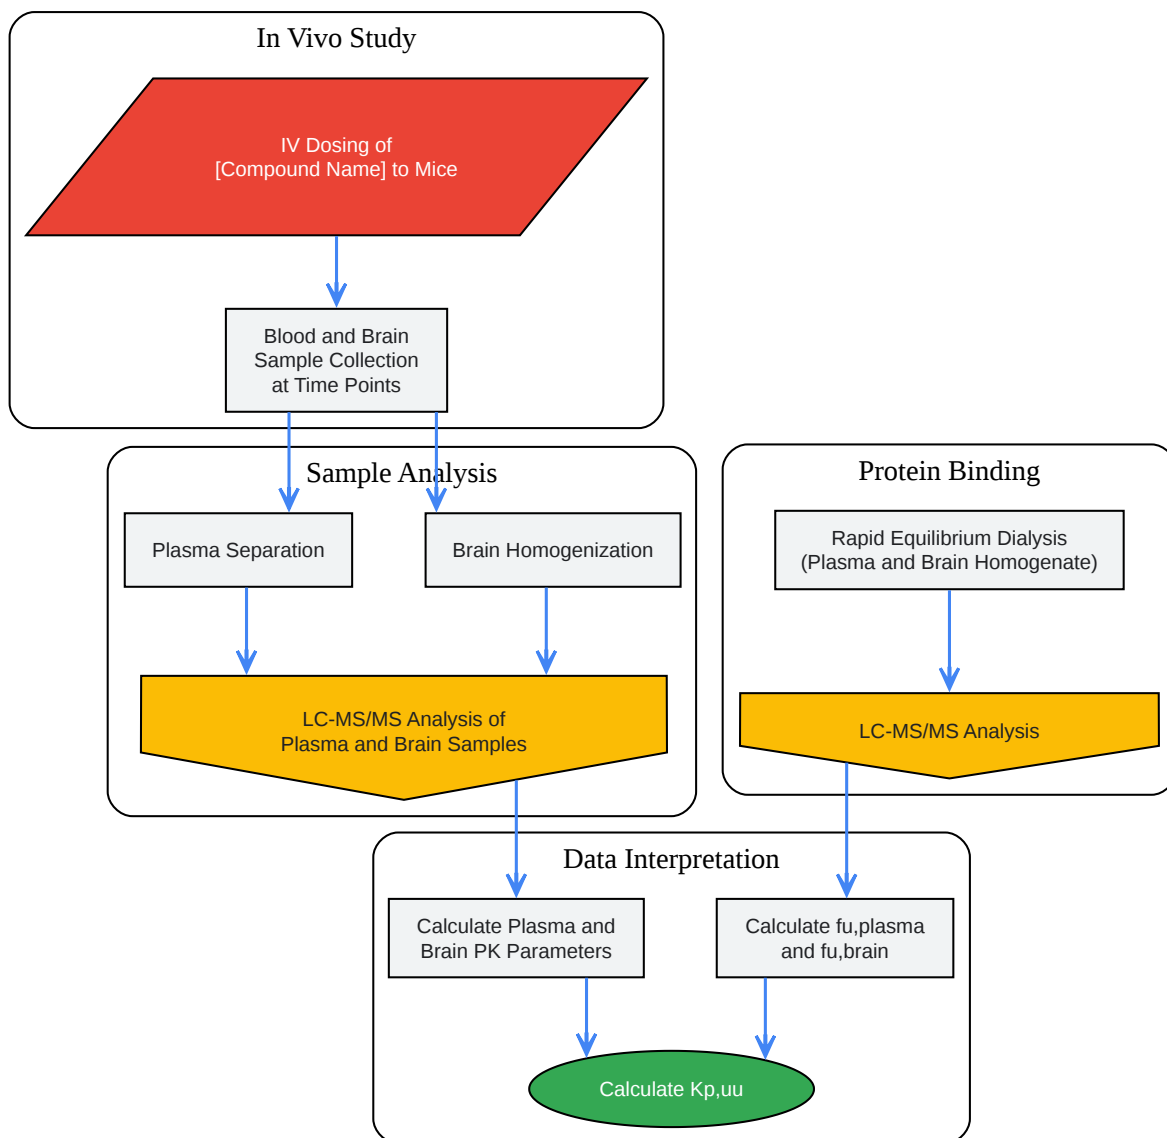 In Vivo Study
IV Dosing of
[Compound Name] to Mice
Blood and Brain
Sample Collection
at Time Points
Sample Analysis
Plasma Separation
Brain Homogenization
LC-MS/MS Analysis of
Plasma and Brain Samples
Protein Binding
Rapid Equilibrium Dialysis
(Plasma and Brain Homogenate)
LC-MS/MS Analysis
Data Interpretation
Calculate Plasma and
Brain PK Parameters
Calculate fu,plasma
and fu,brain
Calculate Kp,uu